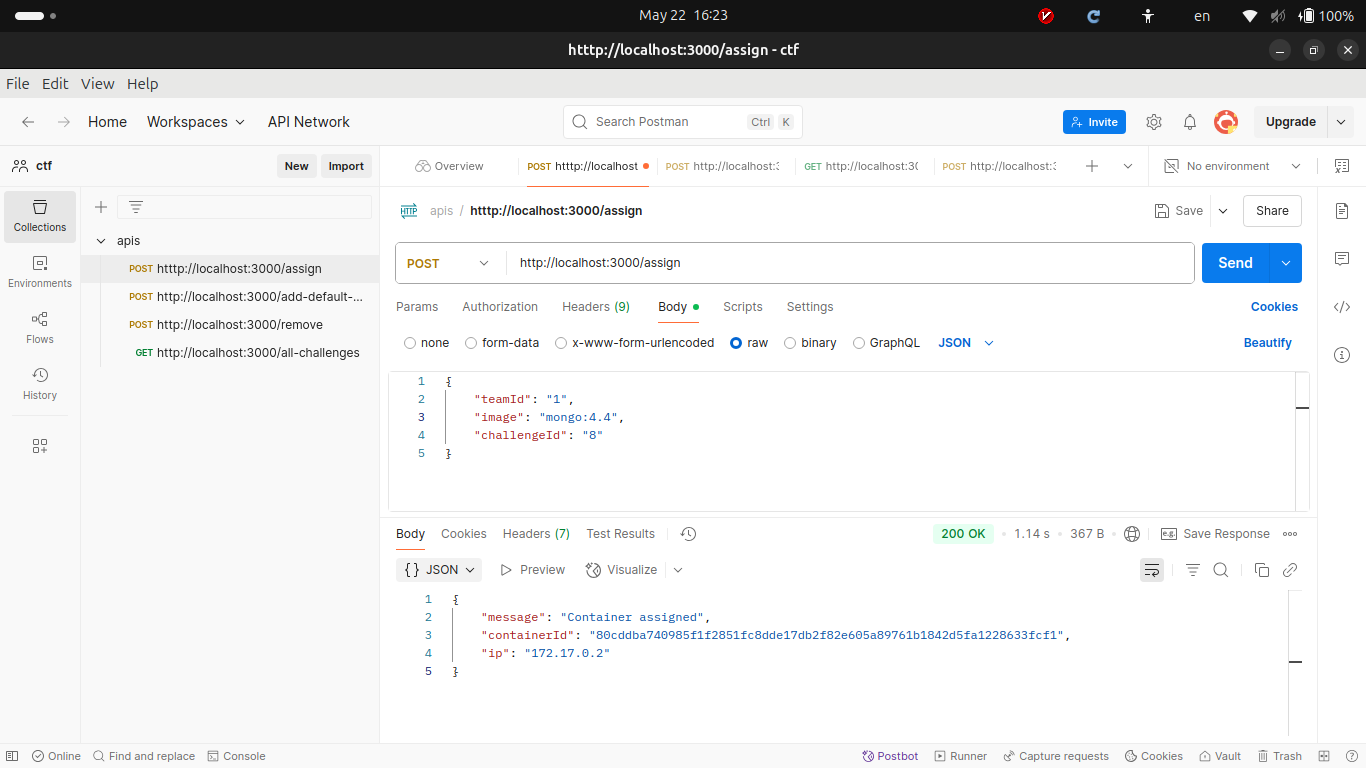 May 22 16:23
en
100%
htttp://localhost:3000/assign - ctf
File Edit View Help
Home Workspaces API Network
Search Postman Ctrl K
Invite
Upgrade
ctf
New Import
Overview
POST htttp://localhost
POST http://localhost:3
GET http://localhost:30
POST http://localhost:3
No environment
Collections
Environments
Flows
History
apis
POST htttp://localhost:3000/assign
POST http://localhost:3000/add-default-...
POST http://localhost:3000/remove
GET http://localhost:3000/all-challenges
HTTP apis / htttp://localhost:3000/assign
Save Share
POST http://localhost:3000/assign
Send
Params Authorization Headers (9) Body Scripts Settings Cookies
none form-data x-www-form-urlencoded raw binary GraphQL JSON Beautify
1 {
2 "teamId": "1",
3 "image": "mongo:4.4",
4 "challengeId": "8"
5 }
Body Cookies Headers (7) Test Results
200 OK • 1.14 s • 367 B
e.g. Save Response
{} JSON Preview Visualize
1 {
2 "message": "Container assigned",
3 "containerId": "80cddba740985f1f2851fc8dde17db2f82e605a89761b1842d5fa1228633fcf1",
4 "ip": "172.17.0.2"
5 }
Online Find and replace Console
Postbot Runner Capture requests Cookies Vault Trash